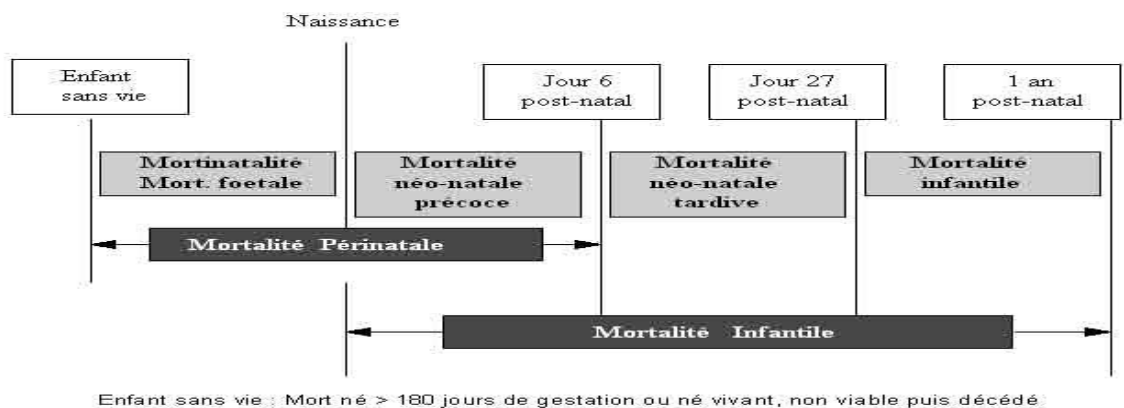 Naissance
Enfant
sans vie
Jour 6
post-natal
Jour 27
post-natal
1 an
post-natal
Mortinatalité
Mort. foetale
Mortalité
néo-natale
précoce
Mortalité
néo-natale
tardive
Mortalité
infantile
Mortalité Périnatale
Mortalité Infantile
Enfant sans vie : Mort né > 180 jours de gestation ou né vivant, non viable puis décédé